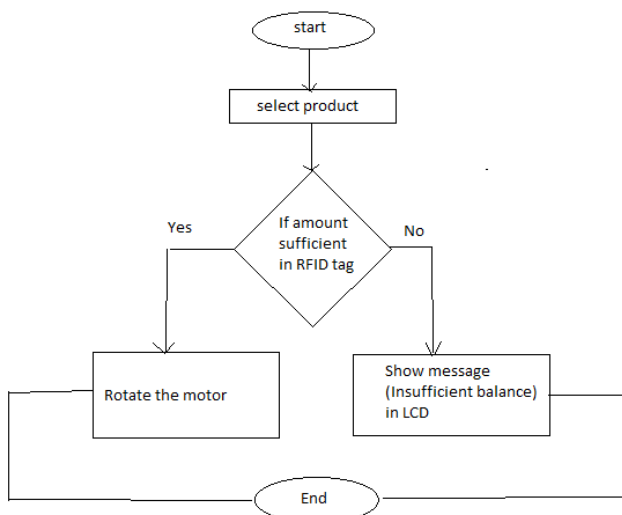 start
select product
If amount
sufficient
in RFID tag
Yes
No
Rotate the motor
Show message
(Insufficient balance)
in LCD
End